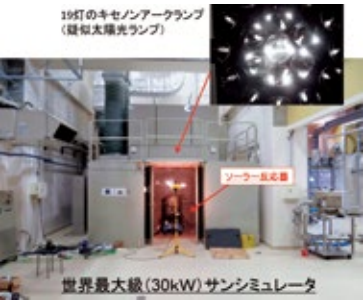 19灯のキセノンアークランプ
（疑似太陽光ランプ）
ソーラー反応器
世界最大級（30kW）サンシミュレータ